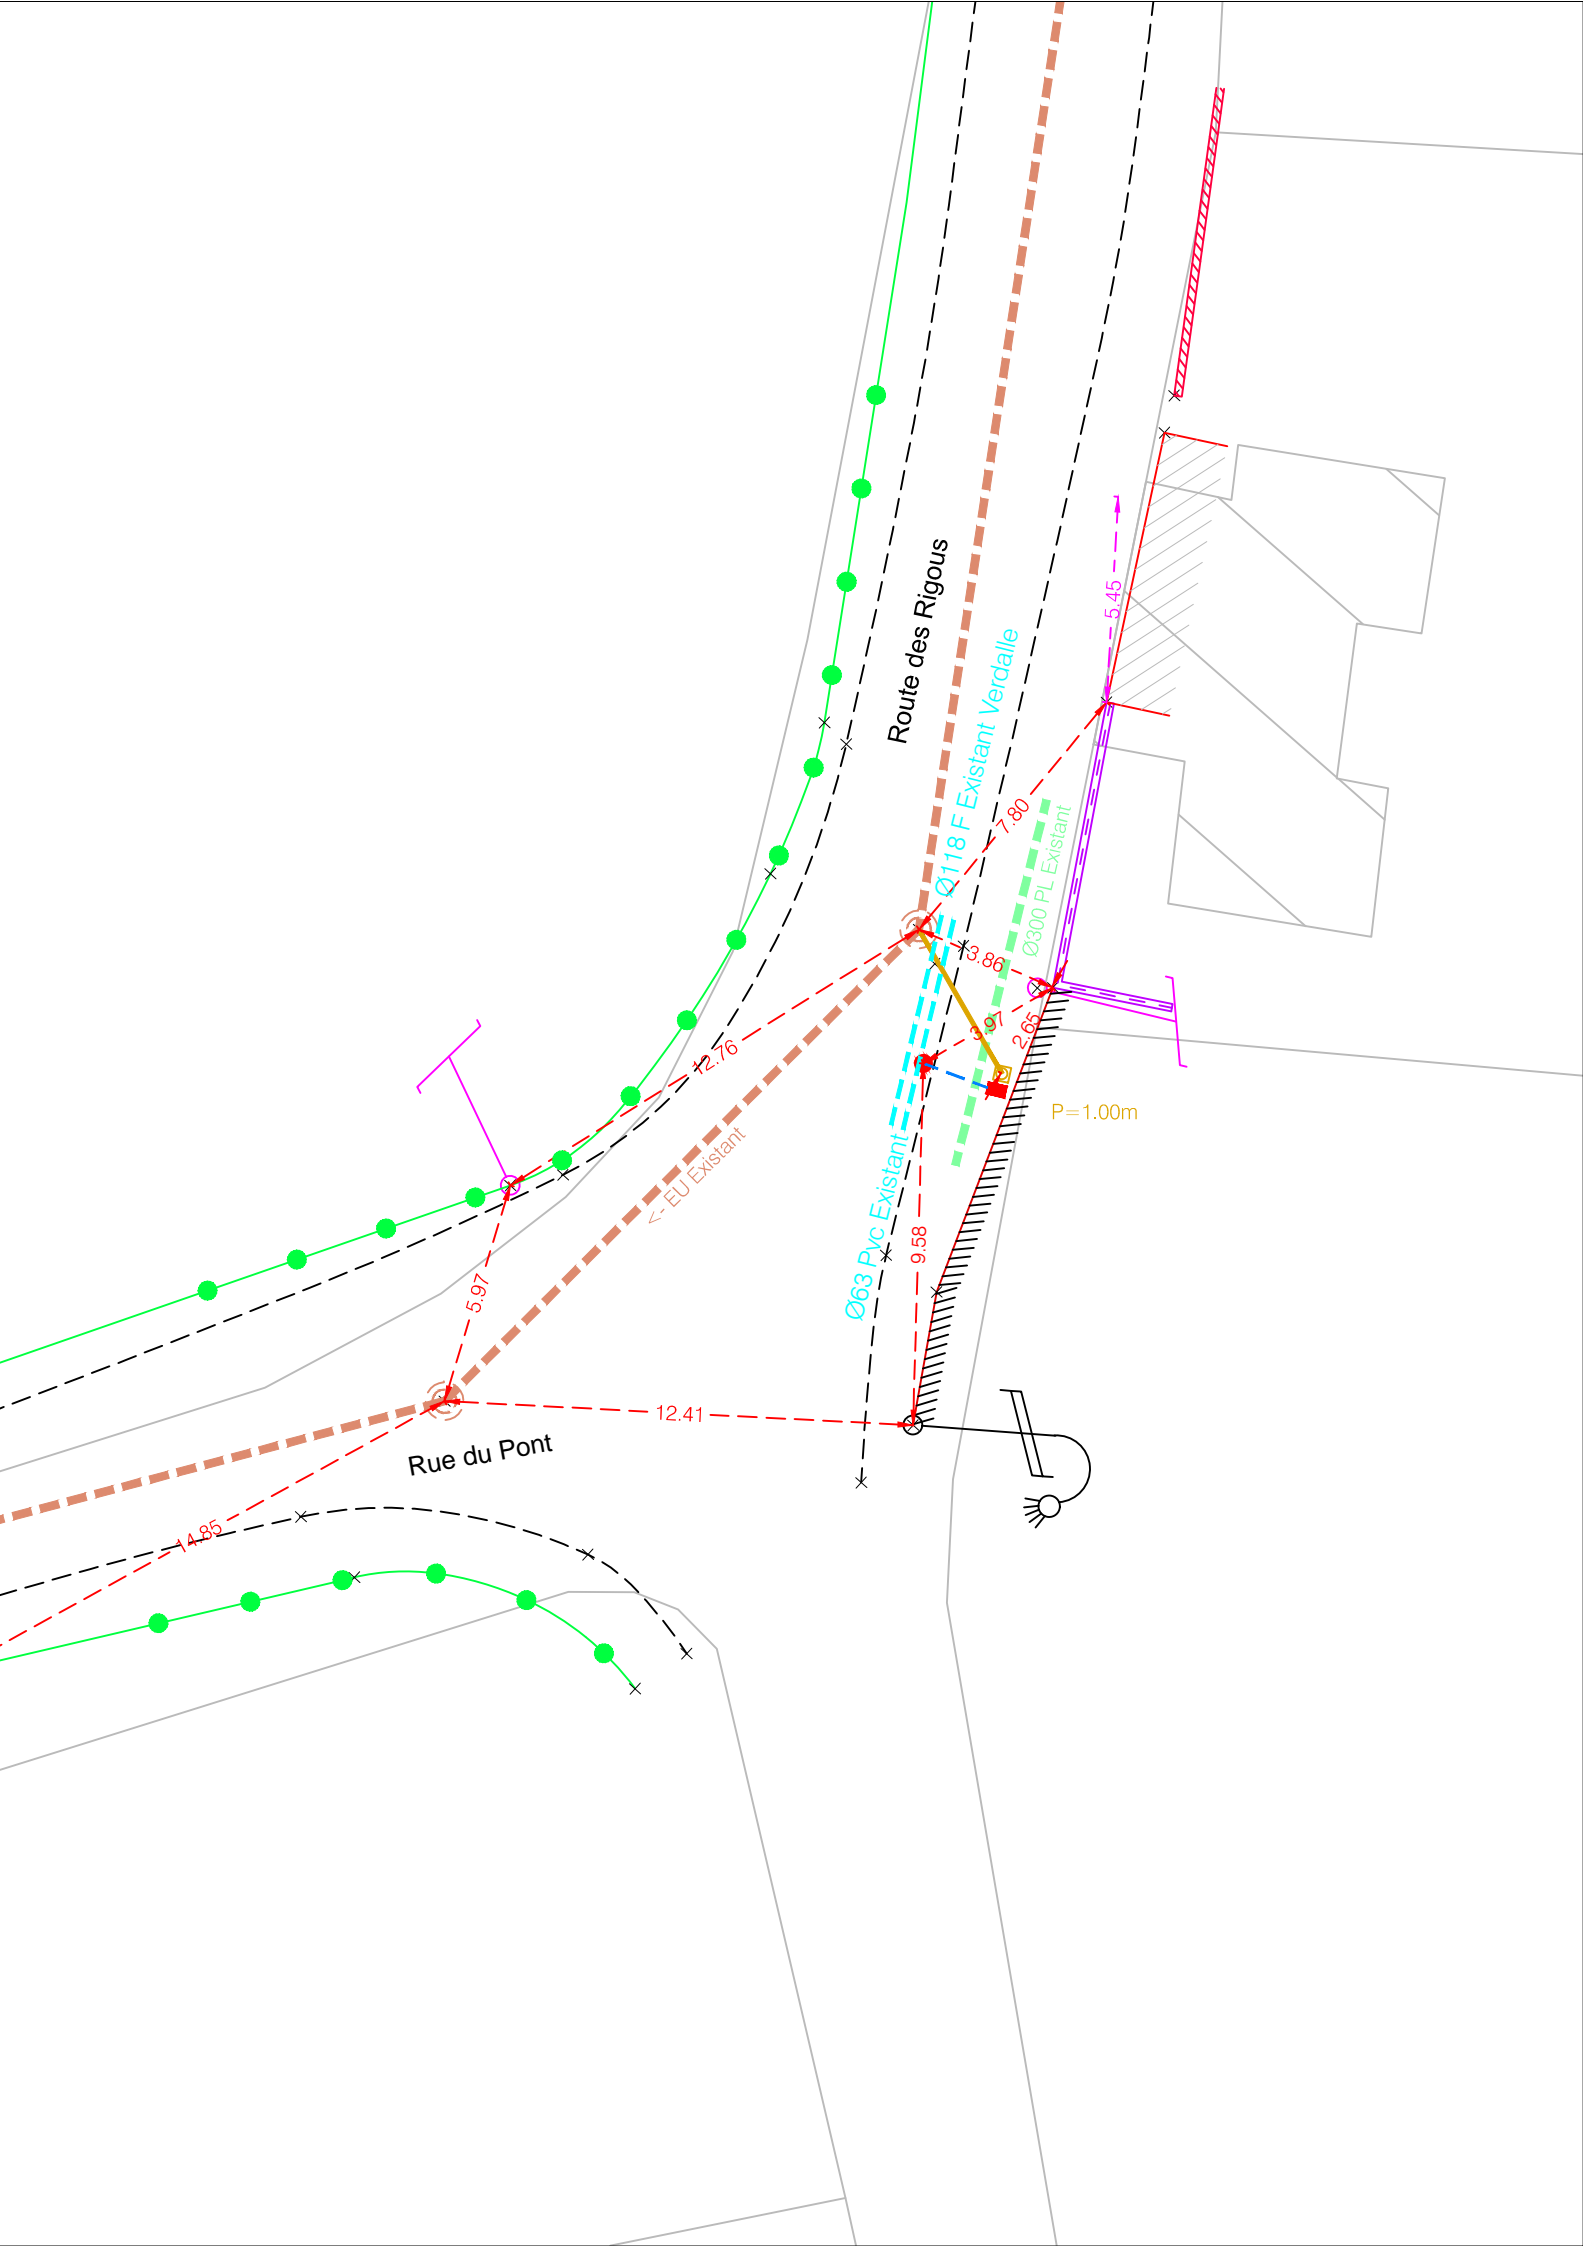 5.45
Route des Rigous
Ø118 F Existant Verdalle
7.80
Ø300 PL Existant
3.86
3.97
2.65
12.76
P=1.00m
<- EU Existant
Ø63 Pvc Existant
9.58
5.97
12.41
Rue du Pont
14.85